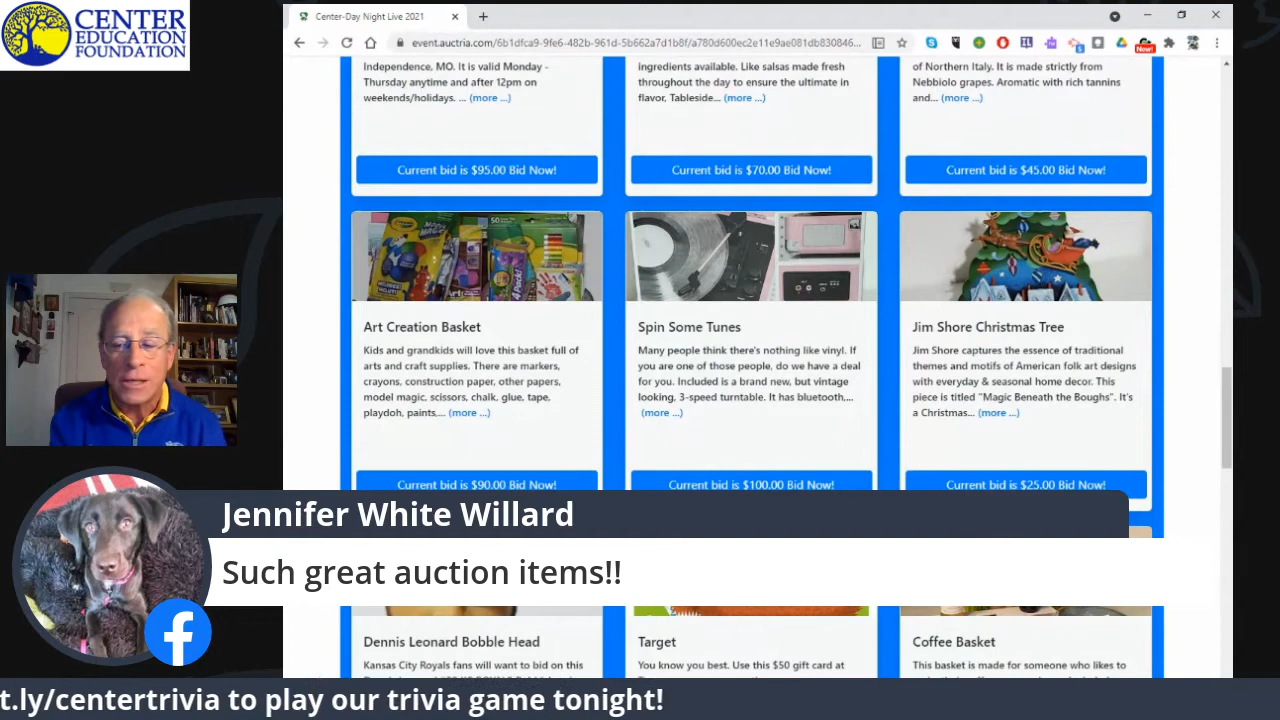 CENTER
EDUCATION
FOUNDATION
Center-Day Night Live 2021
event.auctria.com/6b1dfca9-9fe6-482b-961d-5b662a7d1b8f/a780d600ec2e11e9ae081db830846...
New!
Independence, MO. It is valid Monday -
Thursday anytime and after 12pm on
weekends/holidays. ... (more ...)
Current bid is $95.00 Bid Now!
ingredients available. Like salsas made fresh
throughout the day to ensure the ultimate in
flavor, Tableside... (more ...)
Current bid is $70.00 Bid Now!
of Northern Italy. It is made strictly from
Nebbiolo grapes. Aromatic with rich tannins
and... (more ...)
Current bid is $45.00 Bid Now!
Art Creation Basket
Kids and grandkids will love this basket full of
arts and craft supplies. There are markers,
crayons, construction paper, other papers,
model magic, scissors, chalk, glue, tape,
playdoh, paints,... (more ...)
Current bid is $90.00 Bid Now!
Spin Some Tunes
Many people think there's nothing like vinyl. If
you are one of those people, do we have a deal
for you. Included is a brand new, but vintage
looking, 3-speed turntable. It has bluetooth,...
(more ...)
Current bid is $100.00 Bid Now!
Jim Shore Christmas Tree
Jim Shore captures the essence of traditional
themes and motifs of American folk art designs
with everyday & seasonal home decor. This
piece is titled "Magic Beneath the Boughs". It's
a Christmas... (more ...)
Current bid is $25.00 Bid Now!
Jennifer White Willard
Such great auction items!!
Dennis Leonard Bobble Head
Kansas City Royals fans will want to bid on this
Target
You know you best. Use this $50 gift card at
Coffee Basket
This basket is made for someone who likes to
t.ly/centertrivia to play our trivia game tonight!